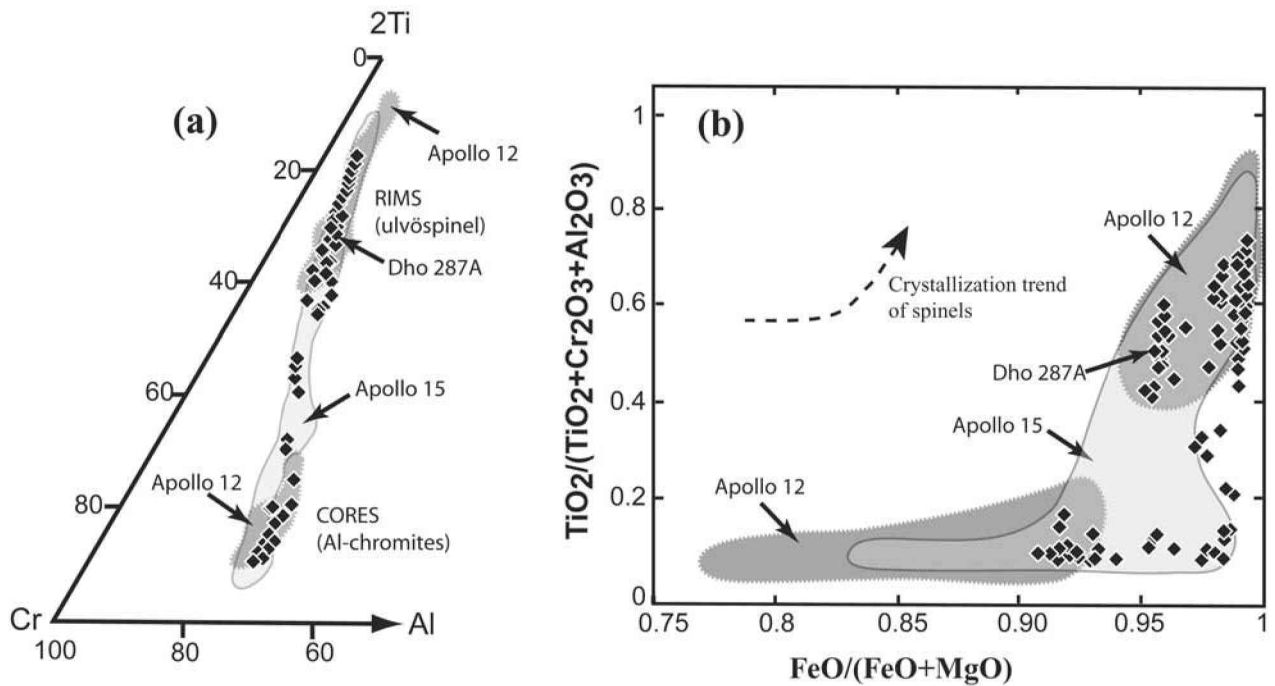 2Ti
0
(a)
Apollo 12
20
RIMS
(ulvöspinel)
Dho 287A
40
60
Apollo 15
Apollo 12
80
CORES
(Al-chromites)
Cr
Al
100
80
60
(b)
TiO2/(TiO2+Cr2O3+Al2O3)
1
0.8
0.6
0.4
0.2
0
Apollo 12
Crystallization trend
of spinels
Dho 287A
Apollo 15
Apollo 12
0.75
0.8
0.85
0.90
0.95
1
FeO/(FeO+MgO)